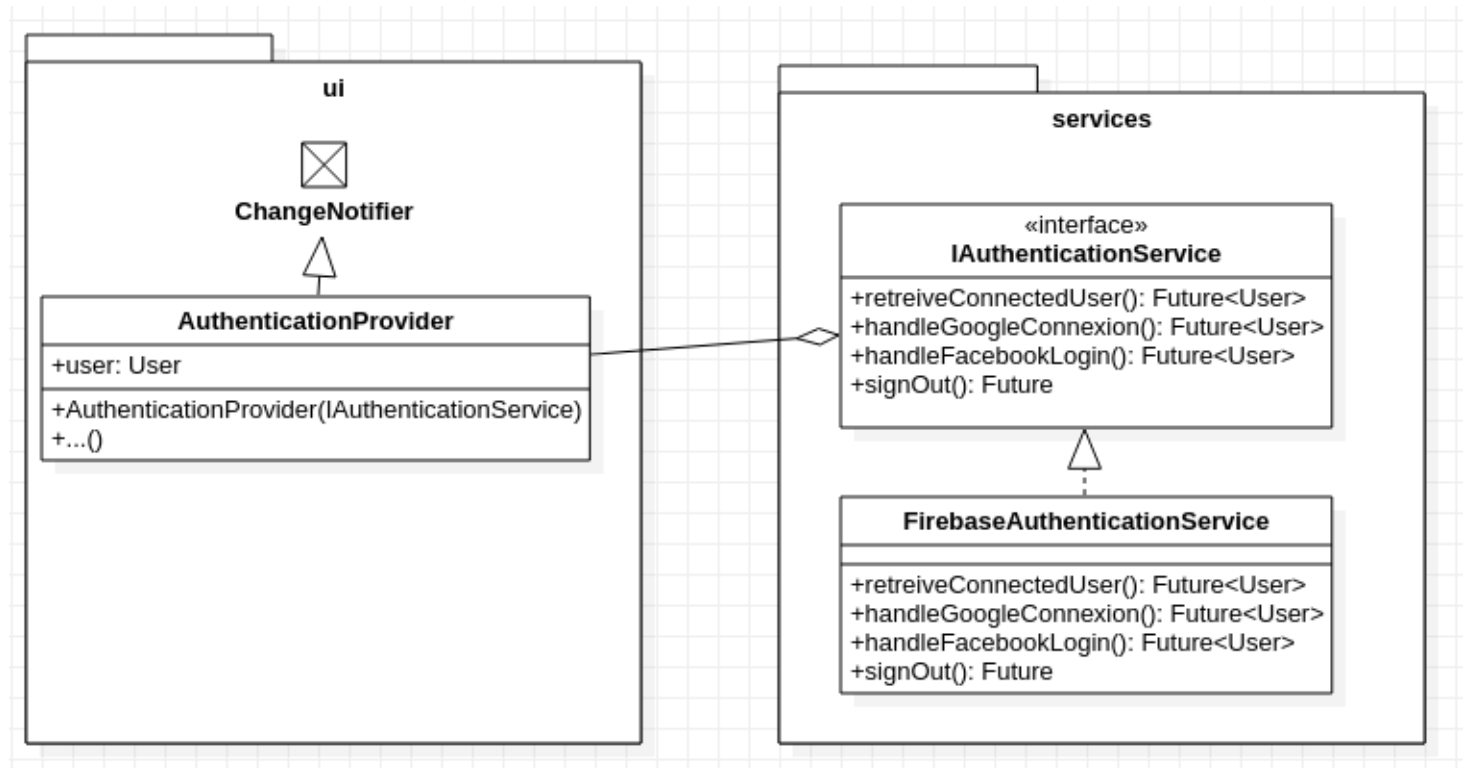 ui
ChangeNotifier
AuthenticationProvider
+user: User
+AuthenticationProvider(IAuthenticationService)
+...()
services
«interface»
IAuthenticationService
+retreiveConnectedUser(): Future<User>
+handleGoogleConnexion(): Future<User>
+handleFacebookLogin(): Future<User>
+signOut(): Future
FirebaseAuthenticationService
+retreiveConnectedUser(): Future<User>
+handleGoogleConnexion(): Future<User>
+handleFacebookLogin(): Future<User>
+signOut(): Future